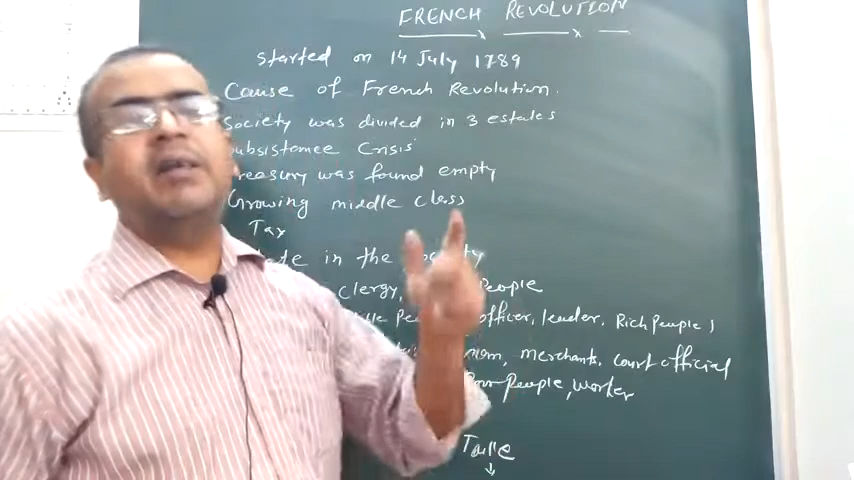 FRENCH REVOLUTION
started on 14 July 1789
Cause of French Revolution.
Society was divided in 3 estates
ubsistance Crisis
reasury was found empty
Growing middle class
Tax
in the
clergy, People
officer, leader. Rich People
merchants, court official
Poor People, worker
Taille